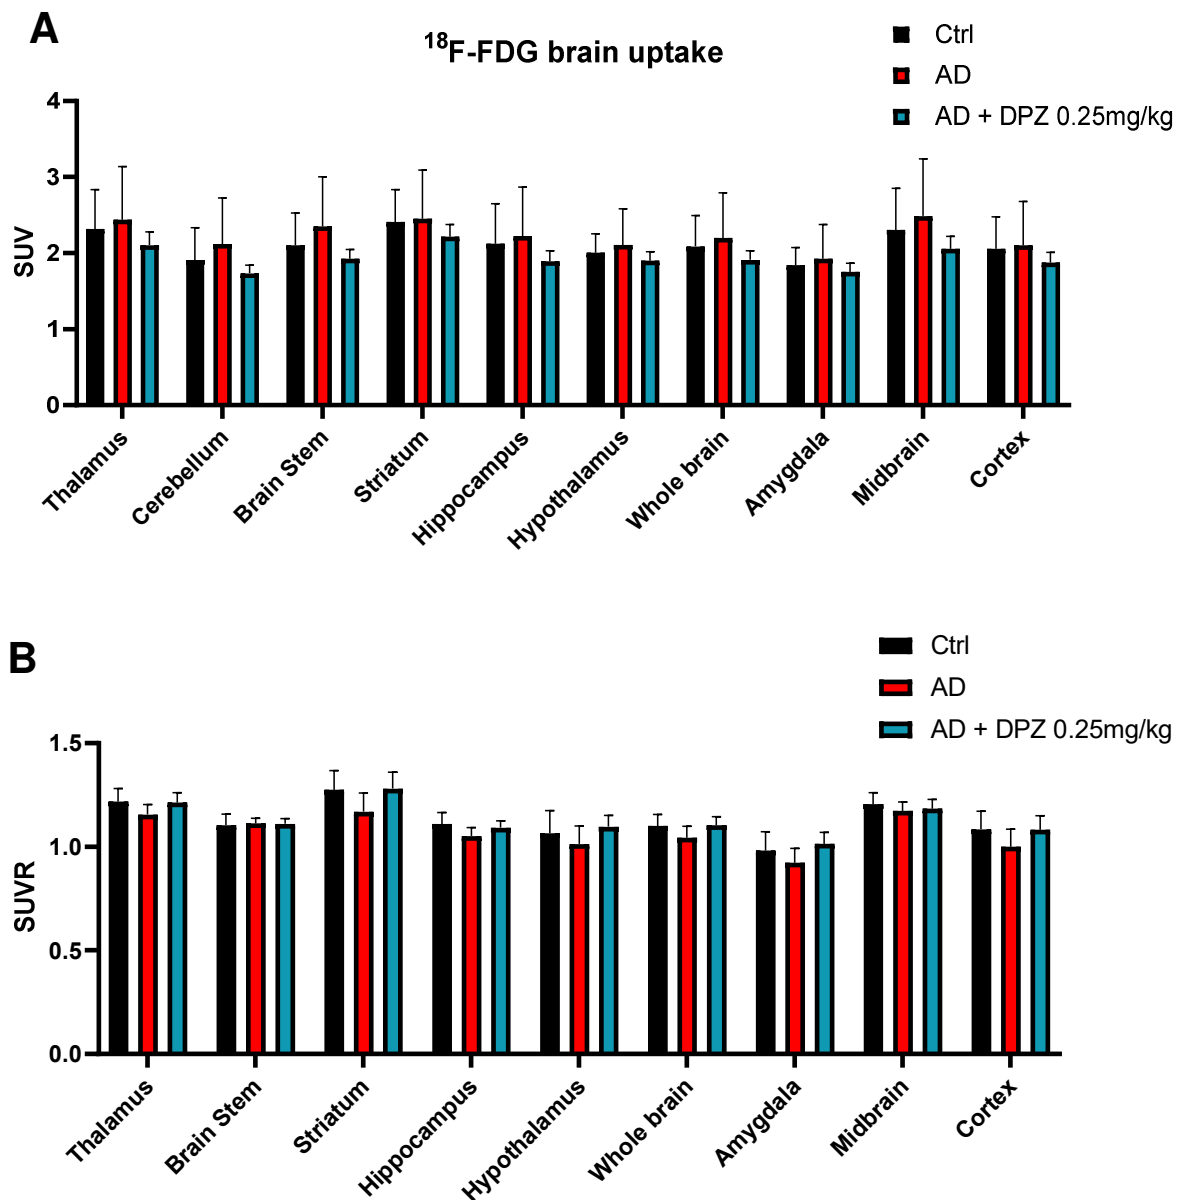 A
¹⁸F-FDG brain uptake
Ctrl
AD
AD + DPZ 0.25mg/kg
SUV
4
3
2
1
0
Thalamus
Cerebellum
Brain Stem
Striatum
Hippocampus
Hypothalamus
Whole brain
Amygdala
Midbrain
Cortex
B
Ctrl
AD
AD + DPZ 0.25mg/kg
SUVR
1.5
1.0
0.5
0.0
Thalamus
Brain Stem
Striatum
Hippocampus
Hypothalamus
Whole brain
Amygdala
Midbrain
Cortex